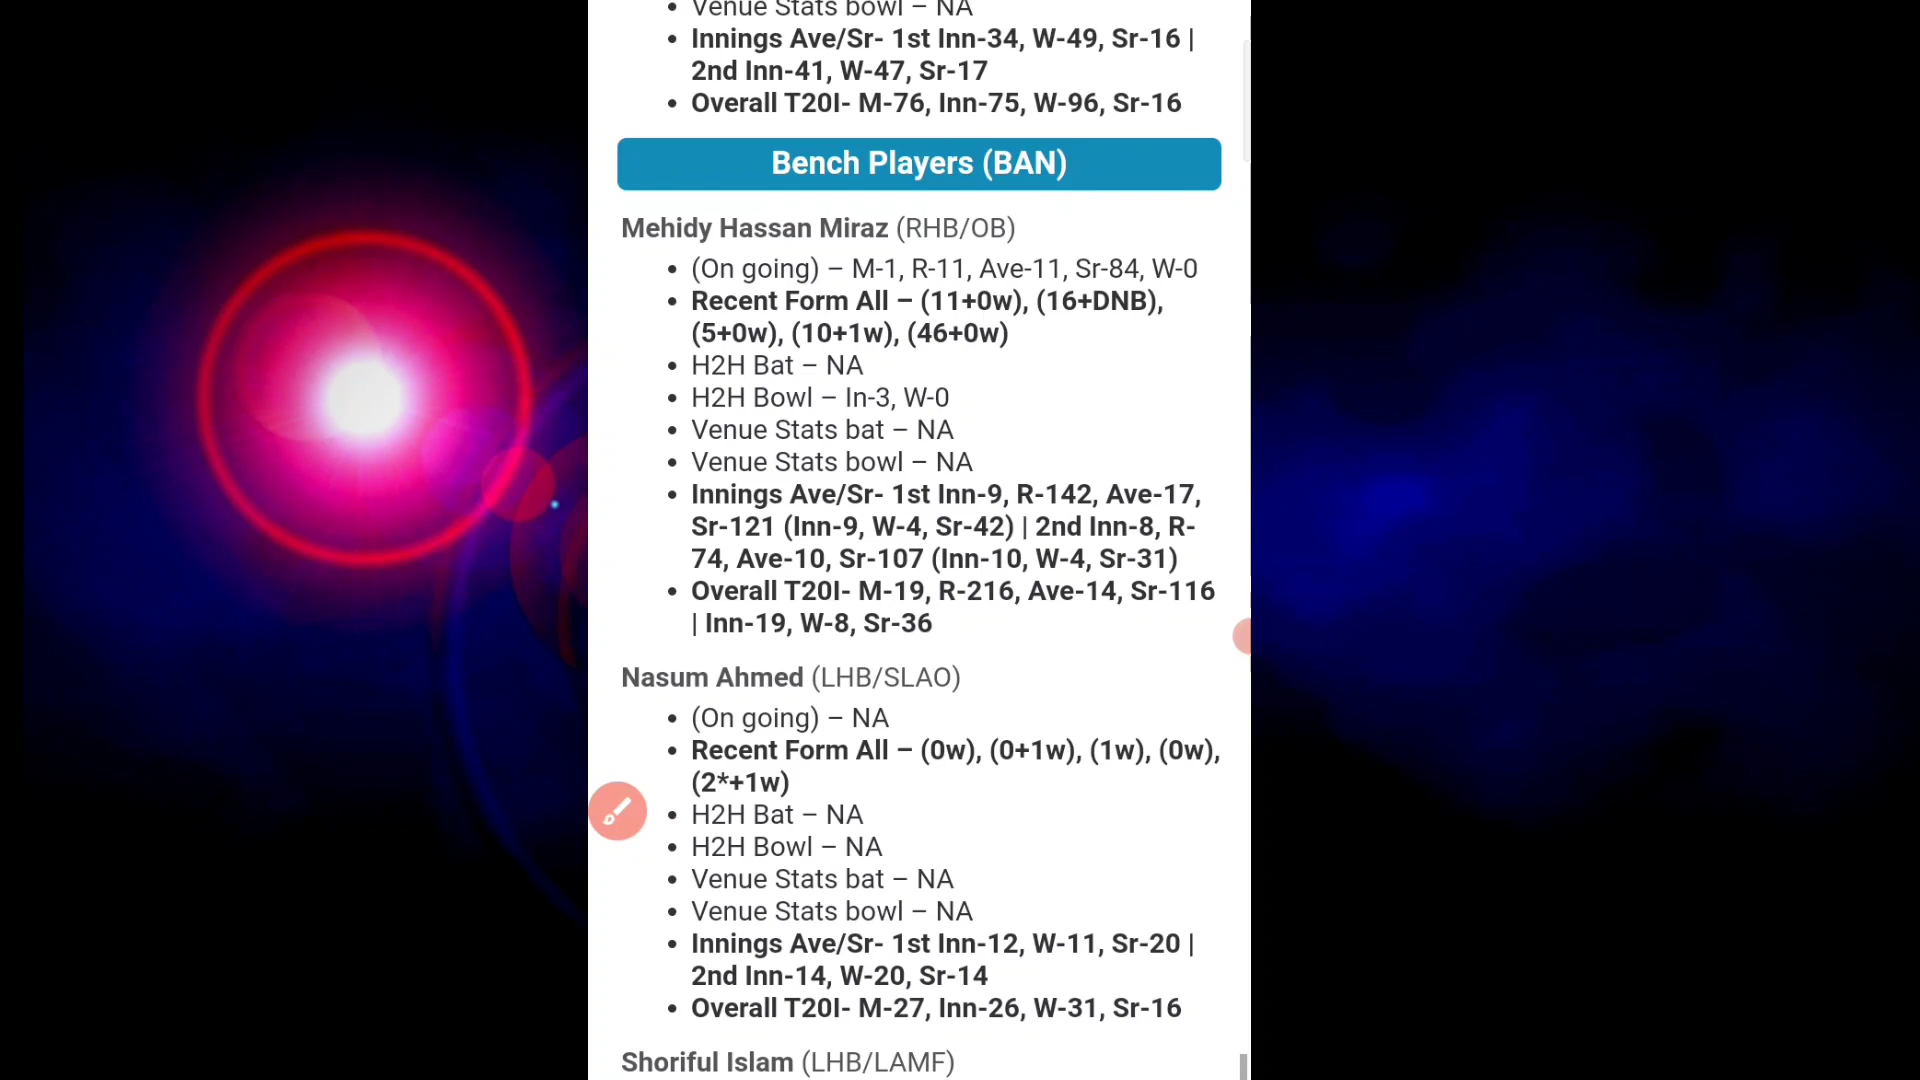 • Venue Stats bowl – NA
• Innings Ave/Sr- 1st Inn-34, W-49, Sr-16 |
2nd Inn-41, W-47, Sr-17
• Overall T20I- M-76, Inn-75, W-96, Sr-16
Bench Players (BAN)
Mehidy Hassan Miraz (RHB/OB)
• (On going) – M-1, R-11, Ave-11, Sr-84, W-0
• Recent Form All – (11+0w), (16+DNB),
(5+0w), (10+1w), (46+0w)
• H2H Bat – NA
• H2H Bowl – In-3, W-0
• Venue Stats bat – NA
• Venue Stats bowl – NA
• Innings Ave/Sr- 1st Inn-9, R-142, Ave-17,
Sr-121 (Inn-9, W-4, Sr-42) | 2nd Inn-8, R-
74, Ave-10, Sr-107 (Inn-10, W-4, Sr-31)
• Overall T20I- M-19, R-216, Ave-14, Sr-116
| Inn-19, W-8, Sr-36
Nasum Ahmed (LHB/SLAO)
• (On going) – NA
• Recent Form All – (0w), (0+1w), (1w), (0w),
(2*+1w)
• H2H Bat – NA
• H2H Bowl – NA
• Venue Stats bat – NA
• Venue Stats bowl – NA
• Innings Ave/Sr- 1st Inn-12, W-11, Sr-20 |
2nd Inn-14, W-20, Sr-14
• Overall T20I- M-27, Inn-26, W-31, Sr-16
Shoriful Islam (LHB/LAMF)